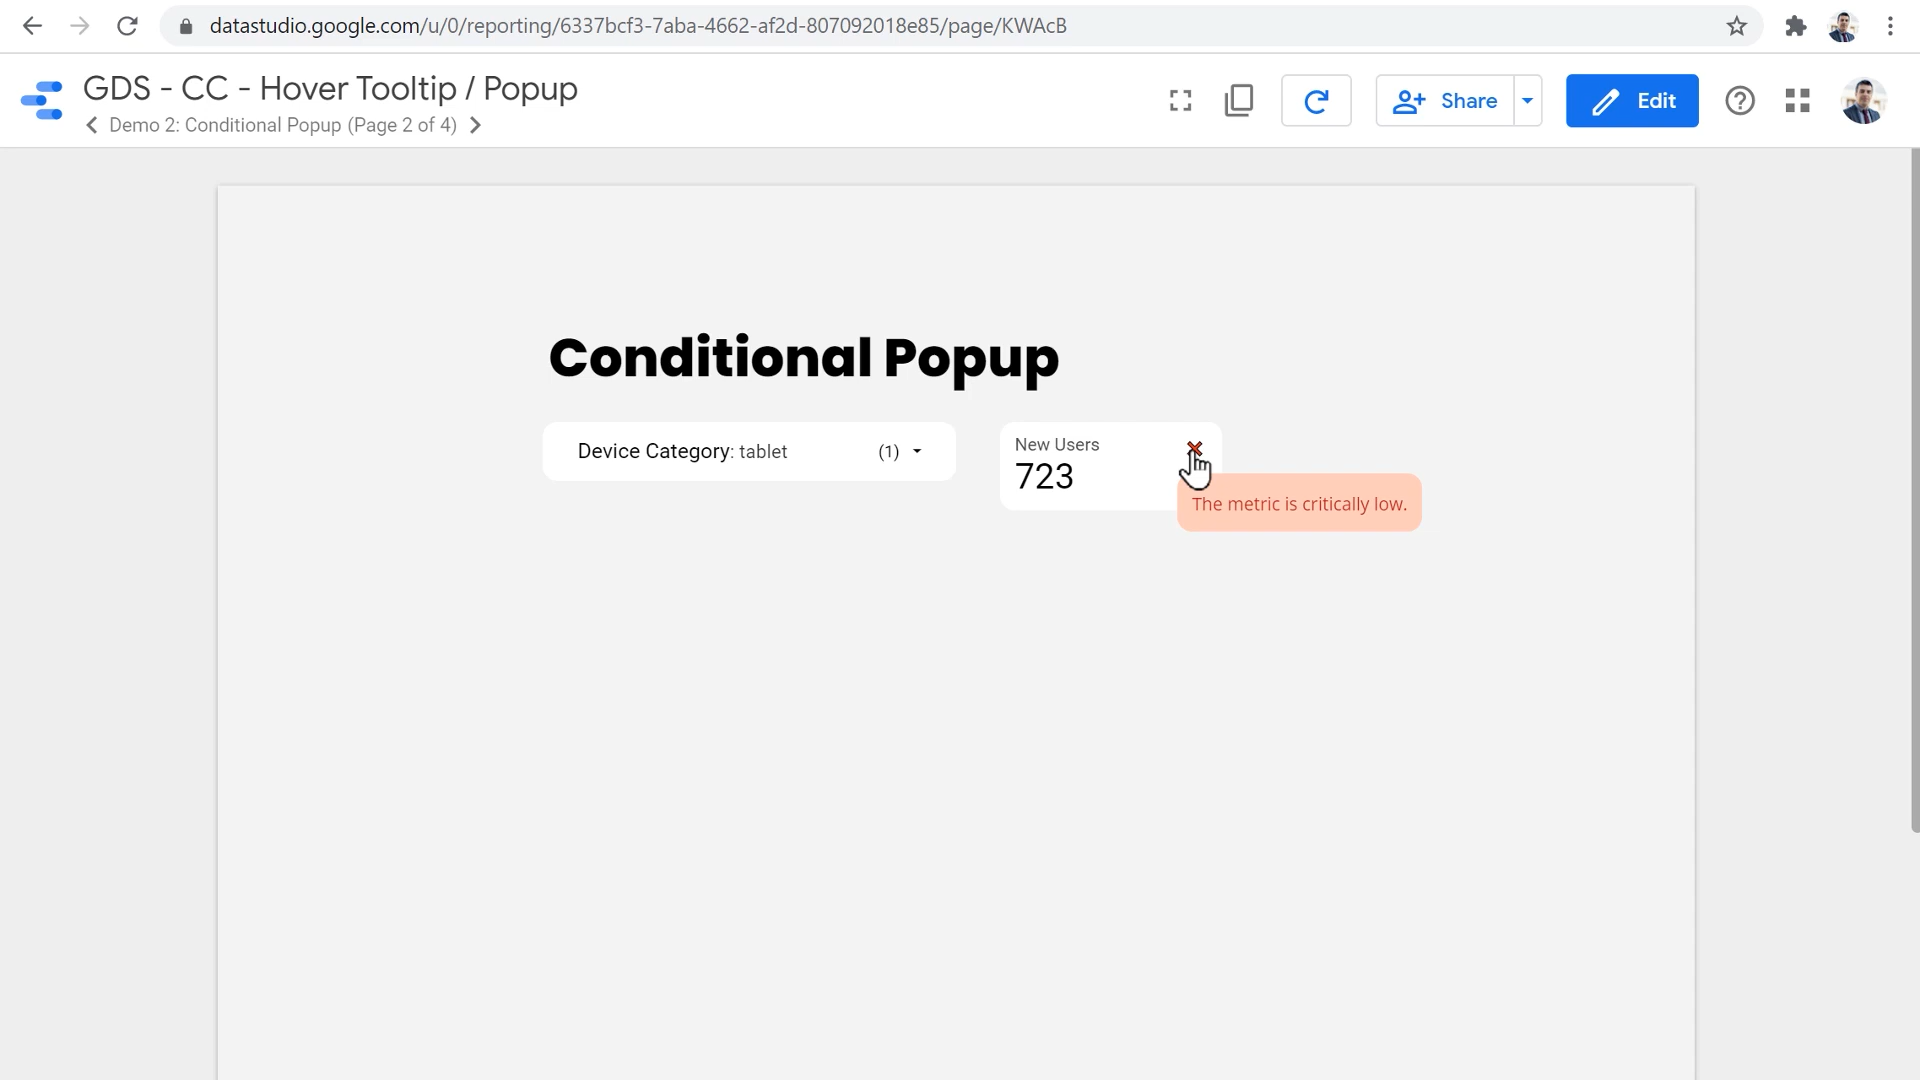 datastudio.google.com/u/0/reporting/6337bcf3-7aba-4662-af2d-807092018e85/page/KWAcB
GDS - CC - Hover Tooltip / Popup
Demo 2: Conditional Popup (Page 2 of 4)
Share
Edit
Conditional Popup
Device Category: tablet (1)
New Users
723
The metric is critically low.